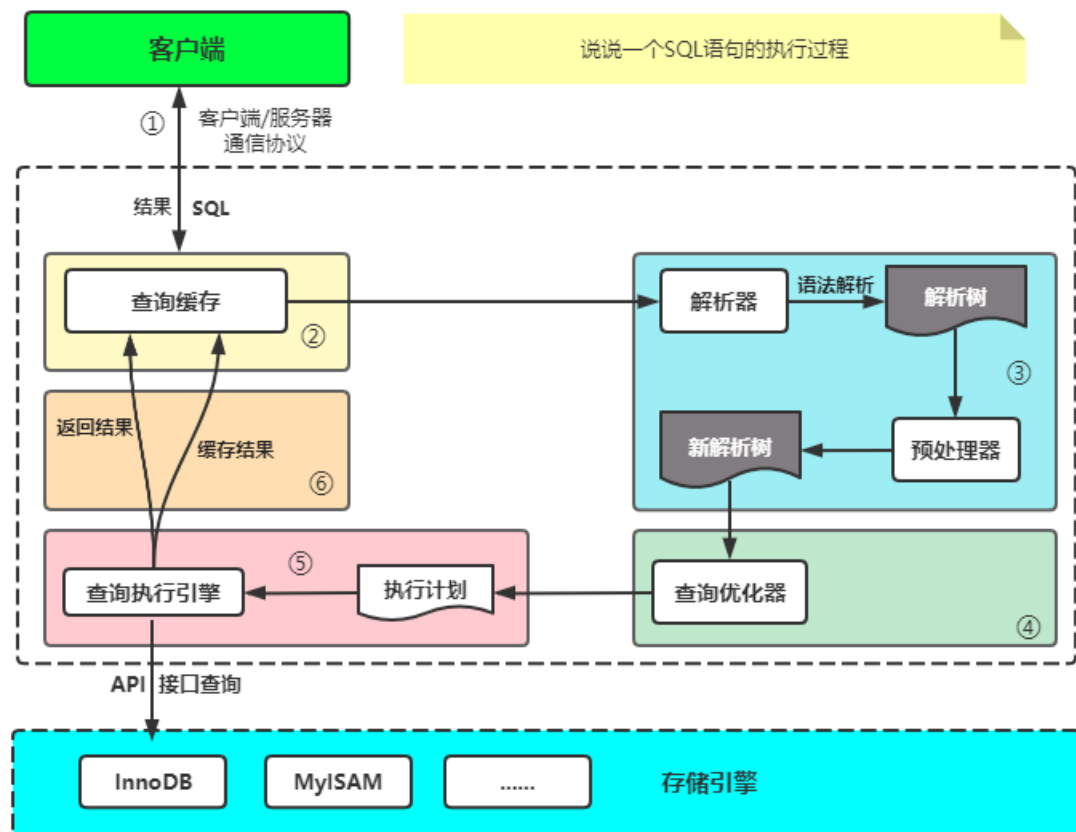 客户端
说说一个SQL语句的执行过程
①
客户端/服务器
通信协议
结果
SQL
查询缓存
②
解析器
语法解析
解析树
③
预处理器
新解析树
返回结果
缓存结果
⑥
查询执行引擎
⑤
执行计划
查询优化器
④
API 接口查询
InnoDB
MyISAM
......
存储引擎